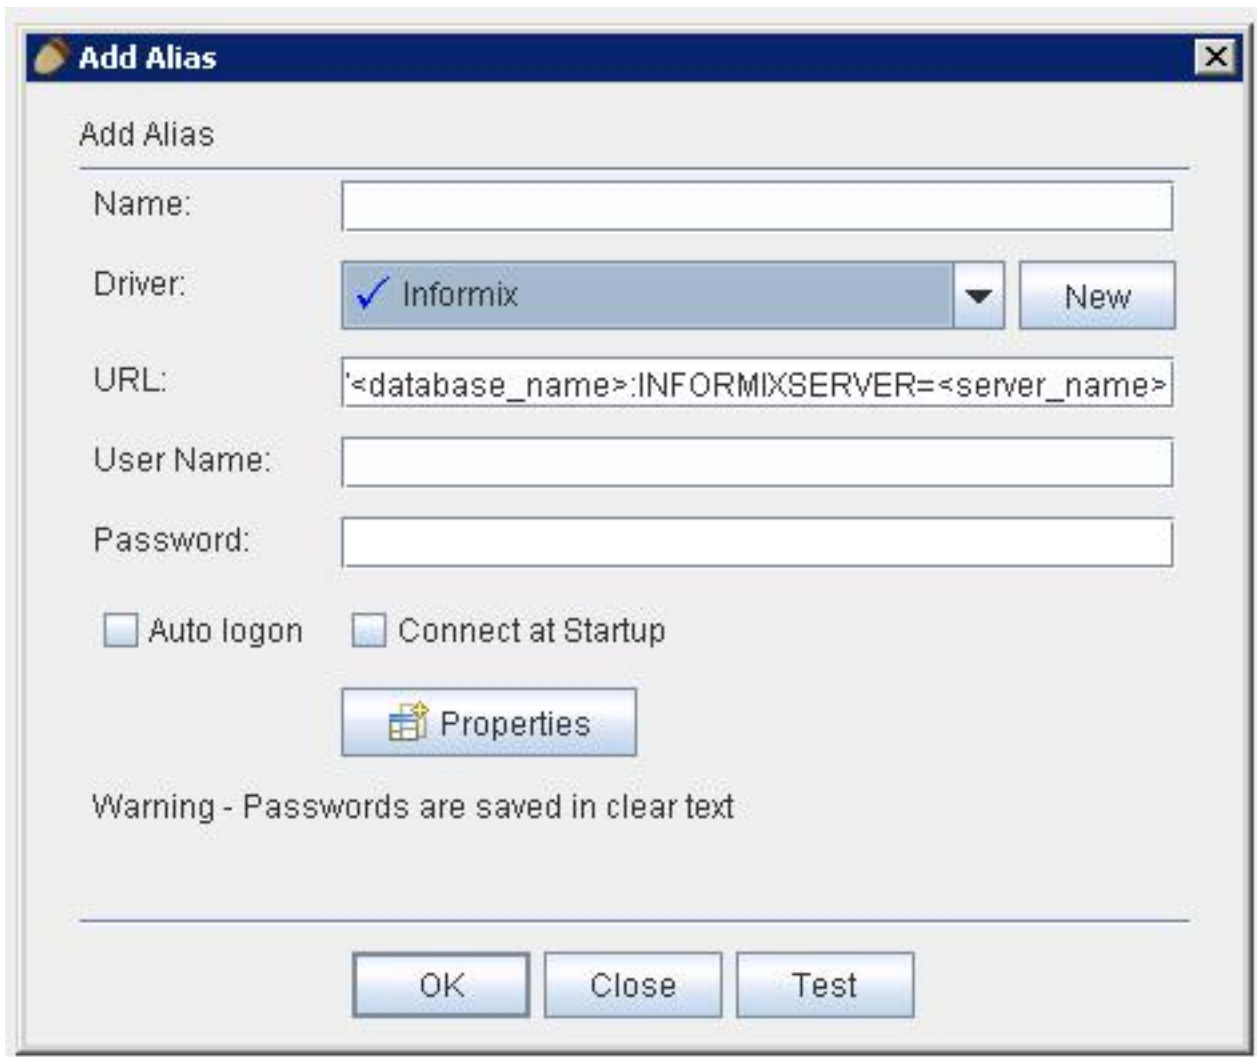 Add Alias
Add Alias
Name:
Driver: Informix New
URL: <database_name>:INFORMIXSERVER=<server_name>
User Name:
Password:
Auto logon Connect at Startup
Properties
Warning - Passwords are saved in clear text
OK Close Test